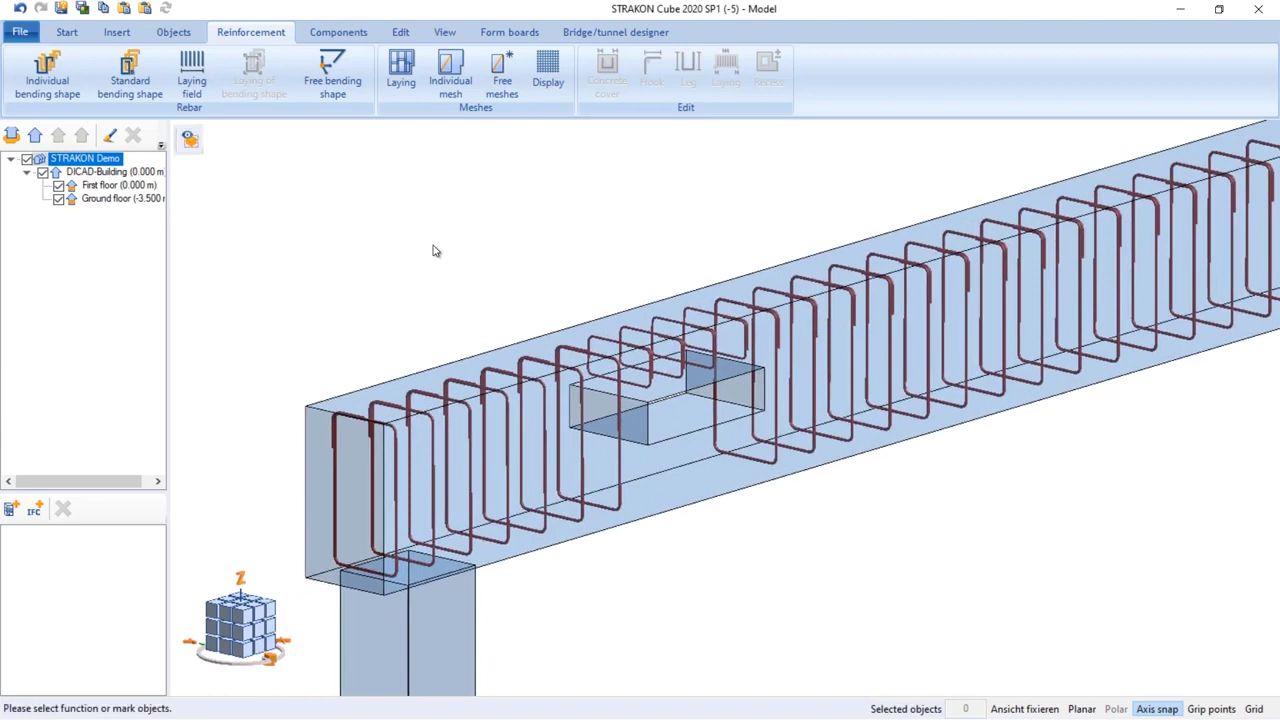 STRAKON Cube 2020 SP1 (-5) - Model
File Start Insert Objects Reinforcement Components Edit View Form boards Bridge/tunnel designer
Individual bending shape
Standard bending shape
Laying field
Laying of bending shape
Free bending shape
Laying
Individual mesh
Free meshes
Display
Concrete cover
Hook
Leg
Laying
Recess
Rebar
Meshes
Edit
STRAKON Demo
DICAD-Building (0.000 m
First floor (0.000 m)
Ground floor (-3.500
IFC
Z
Please select function or mark objects.
Selected objects 0 Ansicht fixieren Planar Polar Axis snap Grip points Grid